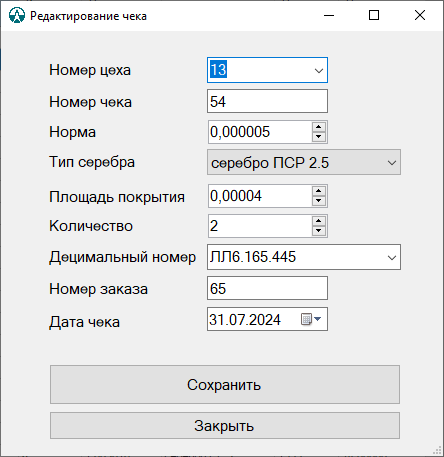 Редактирование чека
Номер цеха 13
Номер чека 54
Норма 0,000005
Тип серебра серебро ПСР 2.5
Площадь покрытия 0,00004
Количество 2
Децимальный номер ЛЛ6.165.445
Номер заказа 65
Дата чека 31.07.2024
Сохранить
Закрыть